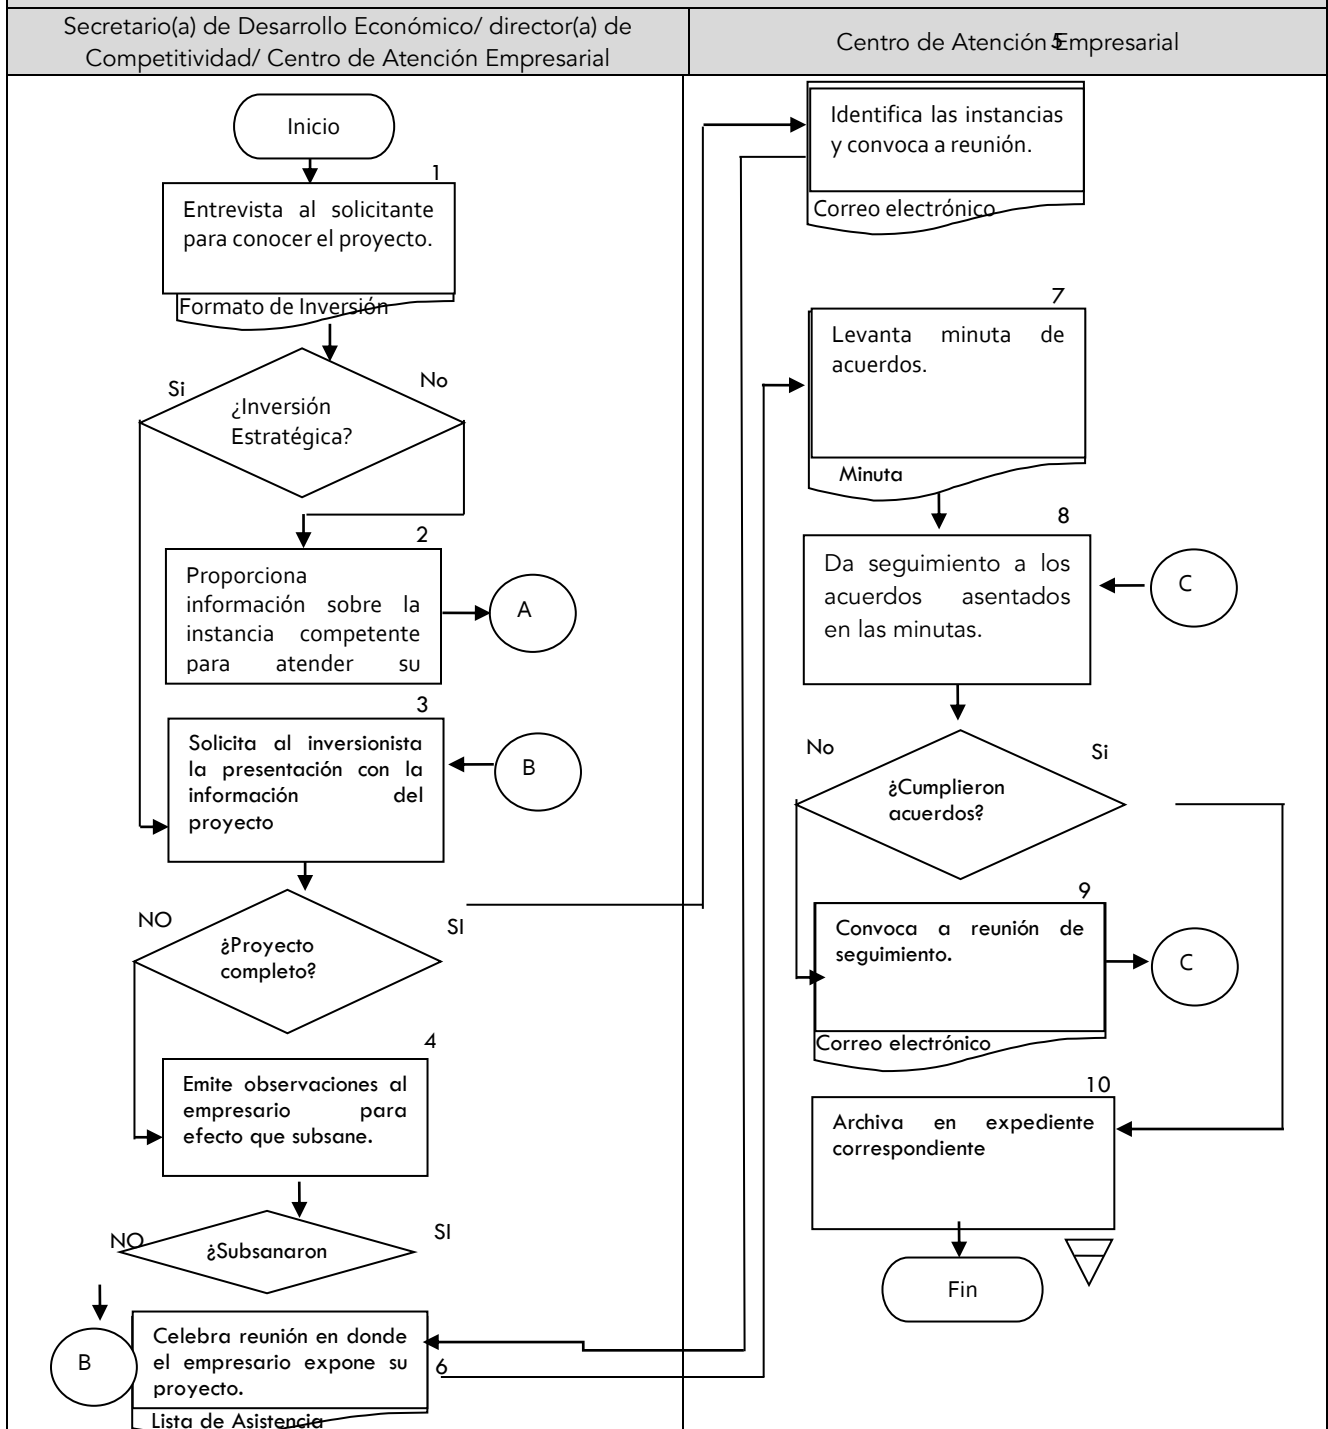 Secretario(a) de Desarrollo Económico/ director(a) de
Competitividad/ Centro de Atención Empresarial
Centro de Atención Empresarial
5
Inicio
1
Entrevista al solicitante
para conocer el proyecto.
Formato de Inversión
Si
No
¿Inversión
Estratégica?
2
Proporciona
información sobre la
instancia competente
para atender su
A
3
Solicita al inversionista
la presentación con la
información del
proyecto
B
NO
SI
¿Proyecto
completo?
4
Emite observaciones al
empresario para
efecto que subsane.
NO
SI
¿Subsanaron
B
Celebra reunión en donde
el empresario expone su
proyecto.
6
Lista de Asistencia
Identifica las instancias
y convoca a reunión.
Correo electrónico
7
Levanta minuta de
acuerdos.
Minuta
8
Da seguimiento a los
acuerdos asentados
en las minutas.
C
No
Si
¿Cumplieron
acuerdos?
9
Convoca a reunión de
seguimiento.
C
Correo electrónico
10
Archiva en expediente
correspondiente
Fin